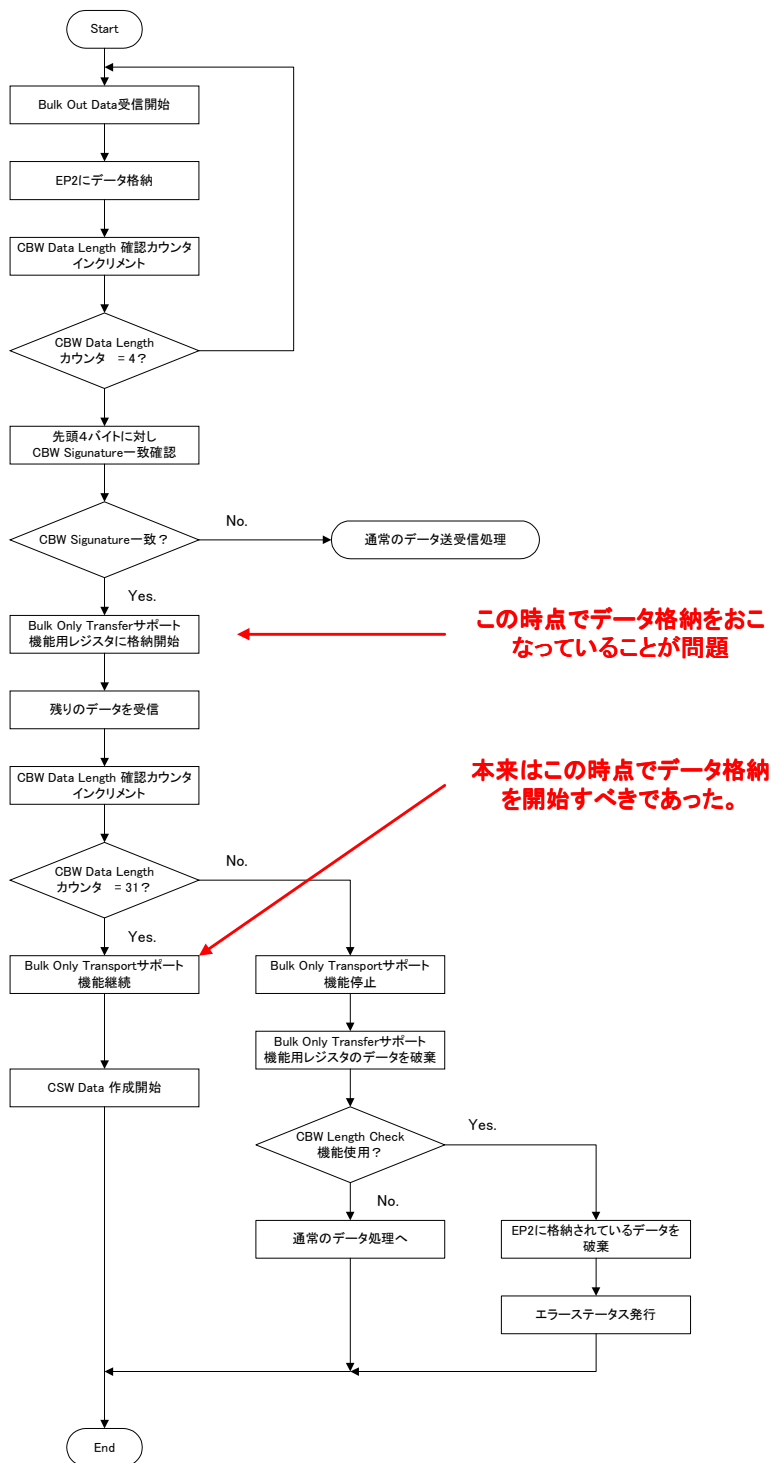 Start
Bulk Out Data受信開始
EP2にデータ格納
CBW Data Length 確認カウンタ
インクリメント
CBW Data Length
カウンタ = 4?
先頭4バイトに対し
CBW Sigunature一致確認
CBW Sigunature一致?
No.
通常のデータ送受信処理
Yes.
Bulk Only Transferサポート
機能用レジスタに格納開始
この時点でデータ格納をおこ
なっていることが問題
残りのデータを受信
CBW Data Length 確認カウンタ
インクリメント
本来はこの時点でデータ格納
を開始すべきであった。
CBW Data Length
カウンタ = 31?
No.
Yes.
Bulk Only Transportサポート
機能継続
Bulk Only Transportサポート
機能停止
Bulk Only Transferサポート
機能用レジスタのデータを破棄
CSW Data 作成開始
CBW Length Check
機能使用?
Yes.
No.
通常のデータ処理へ
EP2に格納されているデータを
破棄
エラーステータス発行
End